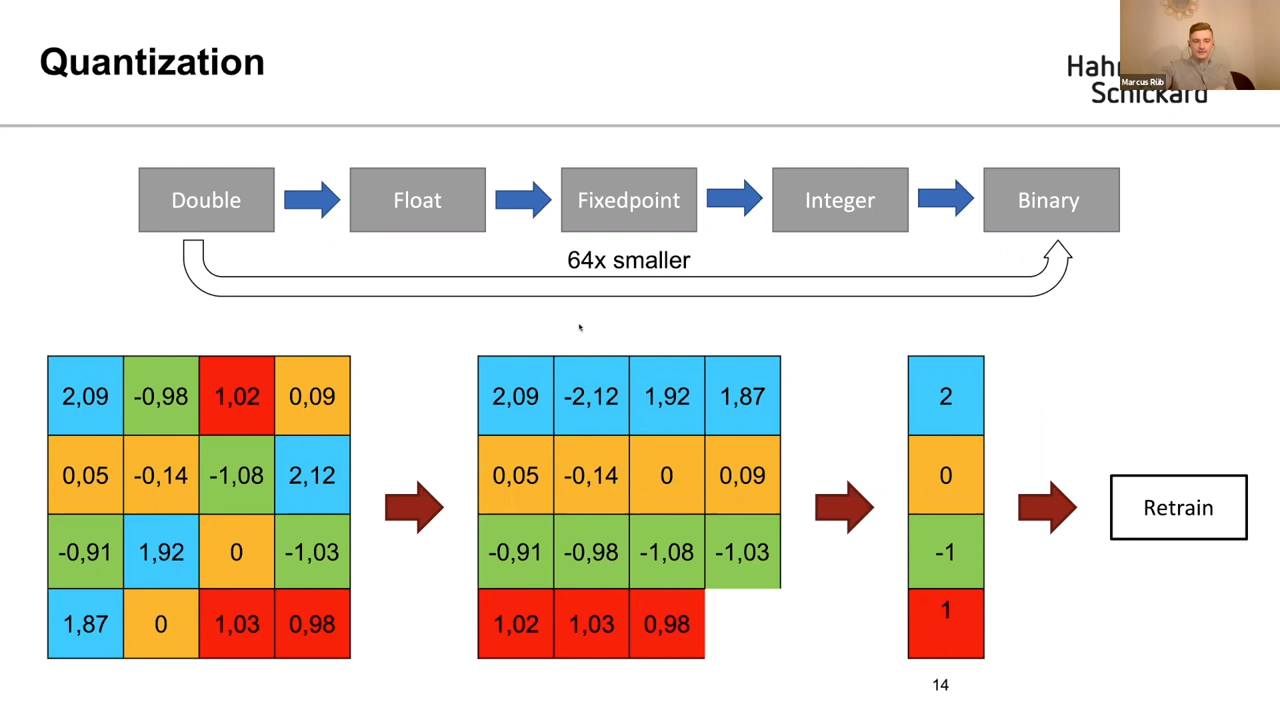 Quantization
Hahn
Schickard
Marcus Rüb
Double
Float
Fixedpoint
Integer
Binary
64x smaller
2,09 -0,98 1,02 0,09
0,05 -0,14 -1,08 2,12
-0,91 1,92 0 -1,03
1,87 0 1,03 0,98
2,09 -2,12 1,92 1,87
0,05 -0,14 0 0,09
-0,91 -0,98 -1,08 -1,03
1,02 1,03 0,98
2
0
-1
1
Retrain
14